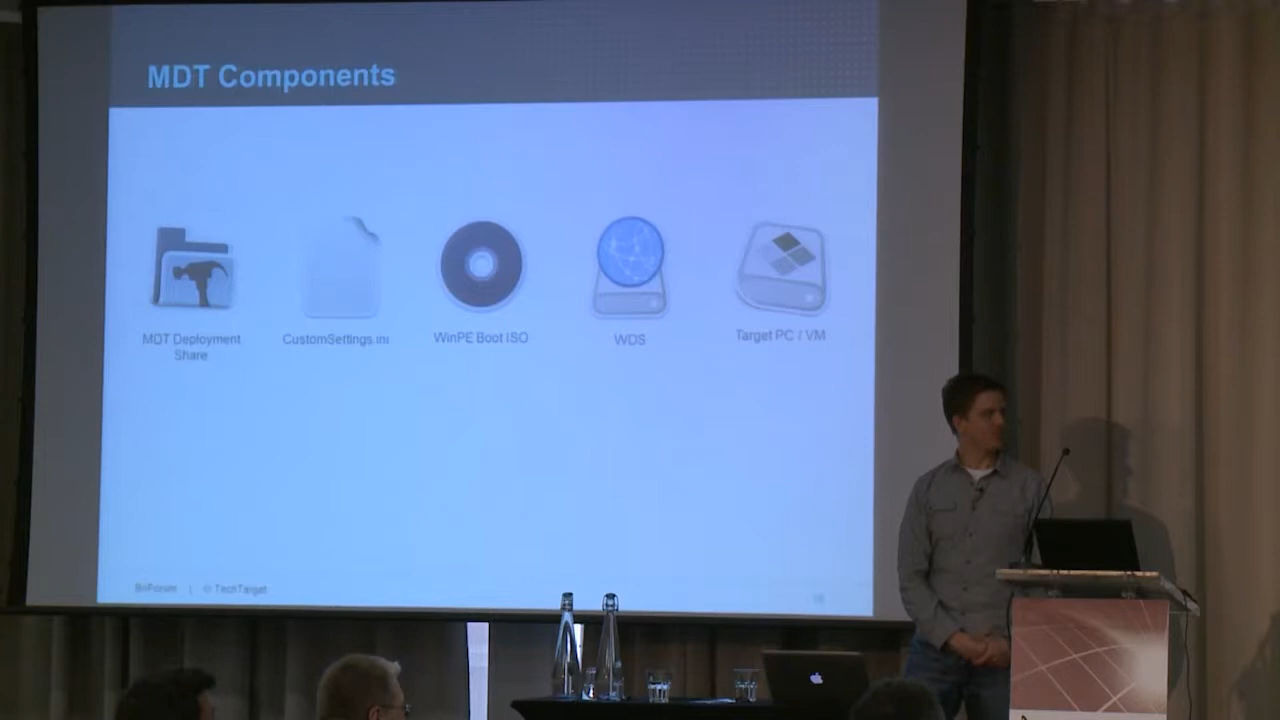 MDT Components
MDT Deployment
Share
CustomSettings.ini
WinPE Boot ISO
WDS
Target PC / VM
BriForum | © TechTarget